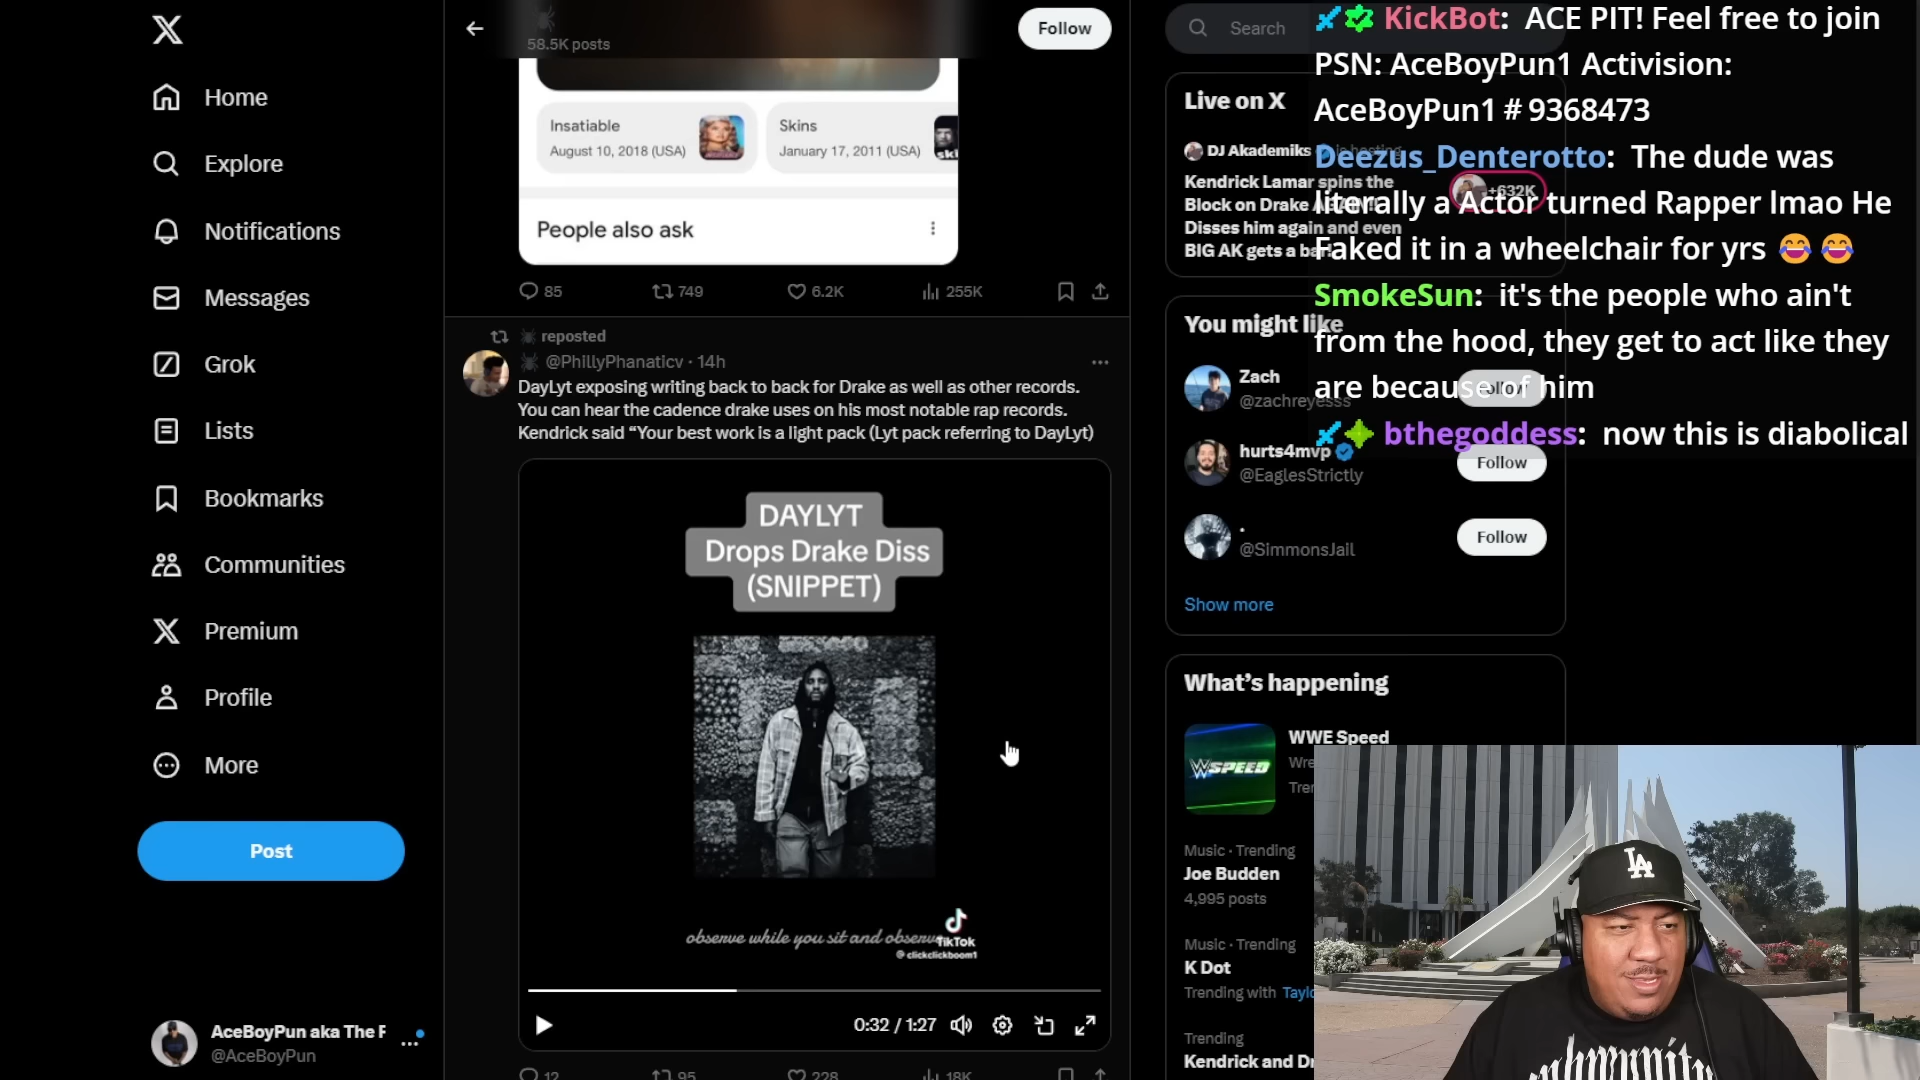 Home
Explore
Notifications
Messages
Grok
Lists
Bookmarks
Communities
Premium
Profile
More
Post
AceBoyPun aka The F
@AceBoyPun
58.5K posts
Follow
Insatiable
August 10, 2018 (USA)
Skins
January 17, 2011 (USA)
People also ask
85
749
6.2K
255K
reposted
@PhillyPhanaticv · 14h
DayLyt exposing writing back to back for Drake as well as other records.
You can hear the cadence drake uses on his most notable rap records.
Kendrick said “Your best work is a light pack (Lyt pack referring to DayLyt)
DAYLYT
Drops Drake Diss
(SNIPPET)
observe while you sit and observe
TikTok
@clickclickboom1
0:32 / 1:27
12
95
228
18K
Search
Live on X
DJ Akademiks
Kendrick Lamar spins the
Block on Drake
Disses him again and even
BIG AK gets a bar
+632K
You might like
Zach
@zachreyesss
Follow
hurts4mvp
@EaglesStrictly
Follow
.
@SimmonsJail
Follow
Show more
What’s happening
WSPEED
WWE Speed
Music · Trending
Joe Budden
4,995 posts
Music · Trending
K Dot
Trending with Taylo
Trending
Kendrick and Dr
KickBot: ACE PIT! Feel free to join
PSN: AceBoyPun1 Activision:
AceBoyPun1 # 9368473
Deezus_Denterotto: The dude was
literally a Actor turned Rapper lmao He
Faked it in a wheelchair for yrs 😂 😂
SmokeSun: it's the people who ain't
from the hood, they get to act like they
are because of him
bthegoddess: now this is diabolical
LA